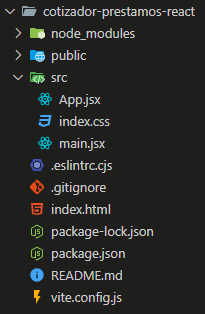 cotizador-prestamos-react
node_modules
public
src
App.jsx
index.css
main.jsx
.eslintrc.cjs
.gitignore
index.html
package-lock.json
package.json
README.md
vite.config.js